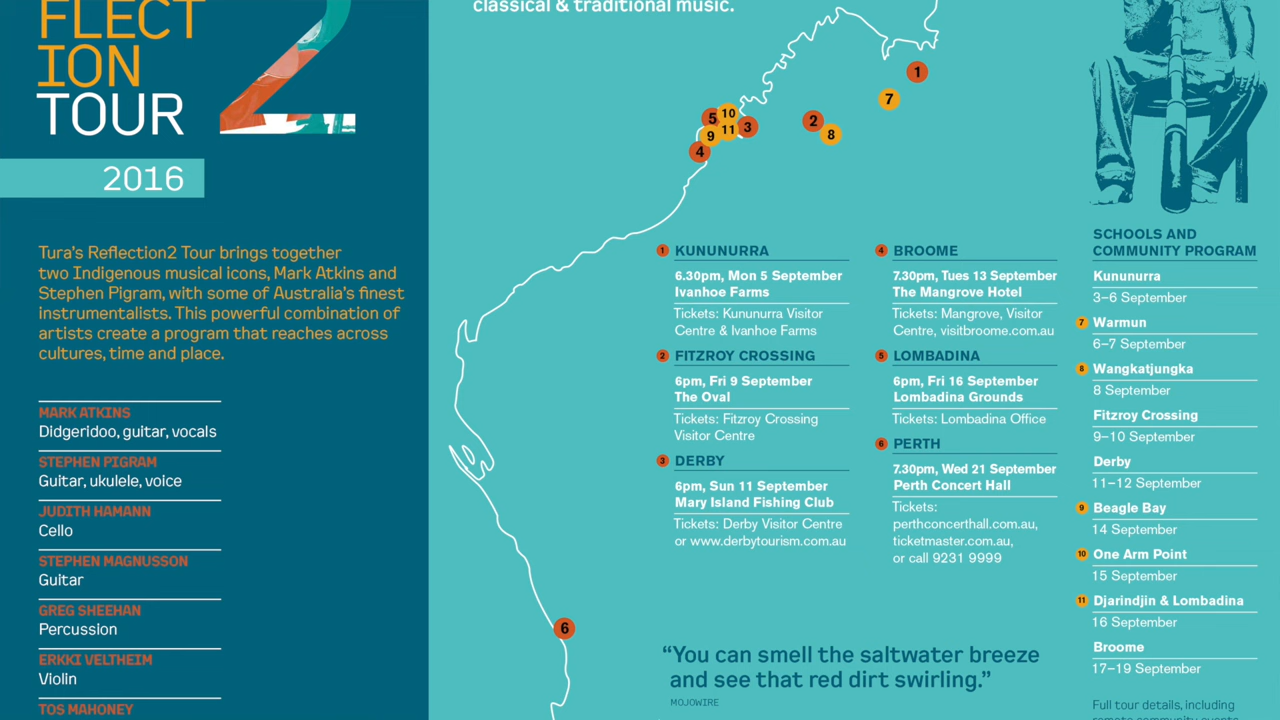 FLECT
ION
TOUR
2
2016
Tura's Reflection2 Tour brings together
two Indigenous musical icons, Mark Atkins and
Stephen Pigram, with some of Australia's finest
instrumentalists. This powerful combination of
artists create a program that reaches across
cultures, time and place.
MARK ATKINS
Didgeridoo, guitar, vocals
STEPHEN PIGRAM
Guitar, ukulele, voice
JUDITH HAMANN
Cello
STEPHEN MAGNUSSON
Guitar
GREG SHEEHAN
Percussion
ERKKI VELTHEIM
Violin
TOS MAHONEY
classical & traditional music.
1
7
2
8
5
10
3
9
11
4
6
1 KUNUNURRA
6.30pm, Mon 5 September
Ivanhoe Farms
Tickets: Kununurra Visitor
Centre & Ivanhoe Farms
2 FITZROY CROSSING
6pm, Fri 9 September
The Oval
Tickets: Fitzroy Crossing
Visitor Centre
3 DERBY
6pm, Sun 11 September
Mary Island Fishing Club
Tickets: Derby Visitor Centre
or www.derbytourism.com.au
4 BROOME
7.30pm, Tues 13 September
The Mangrove Hotel
Tickets: Mangrove, Visitor
Centre, visitbroome.com.au
5 LOMBADINA
6pm, Fri 16 September
Lombadina Grounds
Tickets: Lombadina Office
6 PERTH
7.30pm, Wed 21 September
Perth Concert Hall
Tickets:
perthconcerthall.com.au,
ticketmaster.com.au,
or call 9231 9999
"You can smell the saltwater breeze
and see that red dirt swirling."
MOJOWIRE
SCHOOLS AND
COMMUNITY PROGRAM
Kununurra
3–6 September
7 Warmun
6–7 September
8 Wangkatjungka
8 September
Fitzroy Crossing
9–10 September
Derby
11–12 September
9 Beagle Bay
14 September
10 One Arm Point
15 September
11 Djarindjin & Lombadina
16 September
Broome
17–19 September
Full tour details, including
remote community events